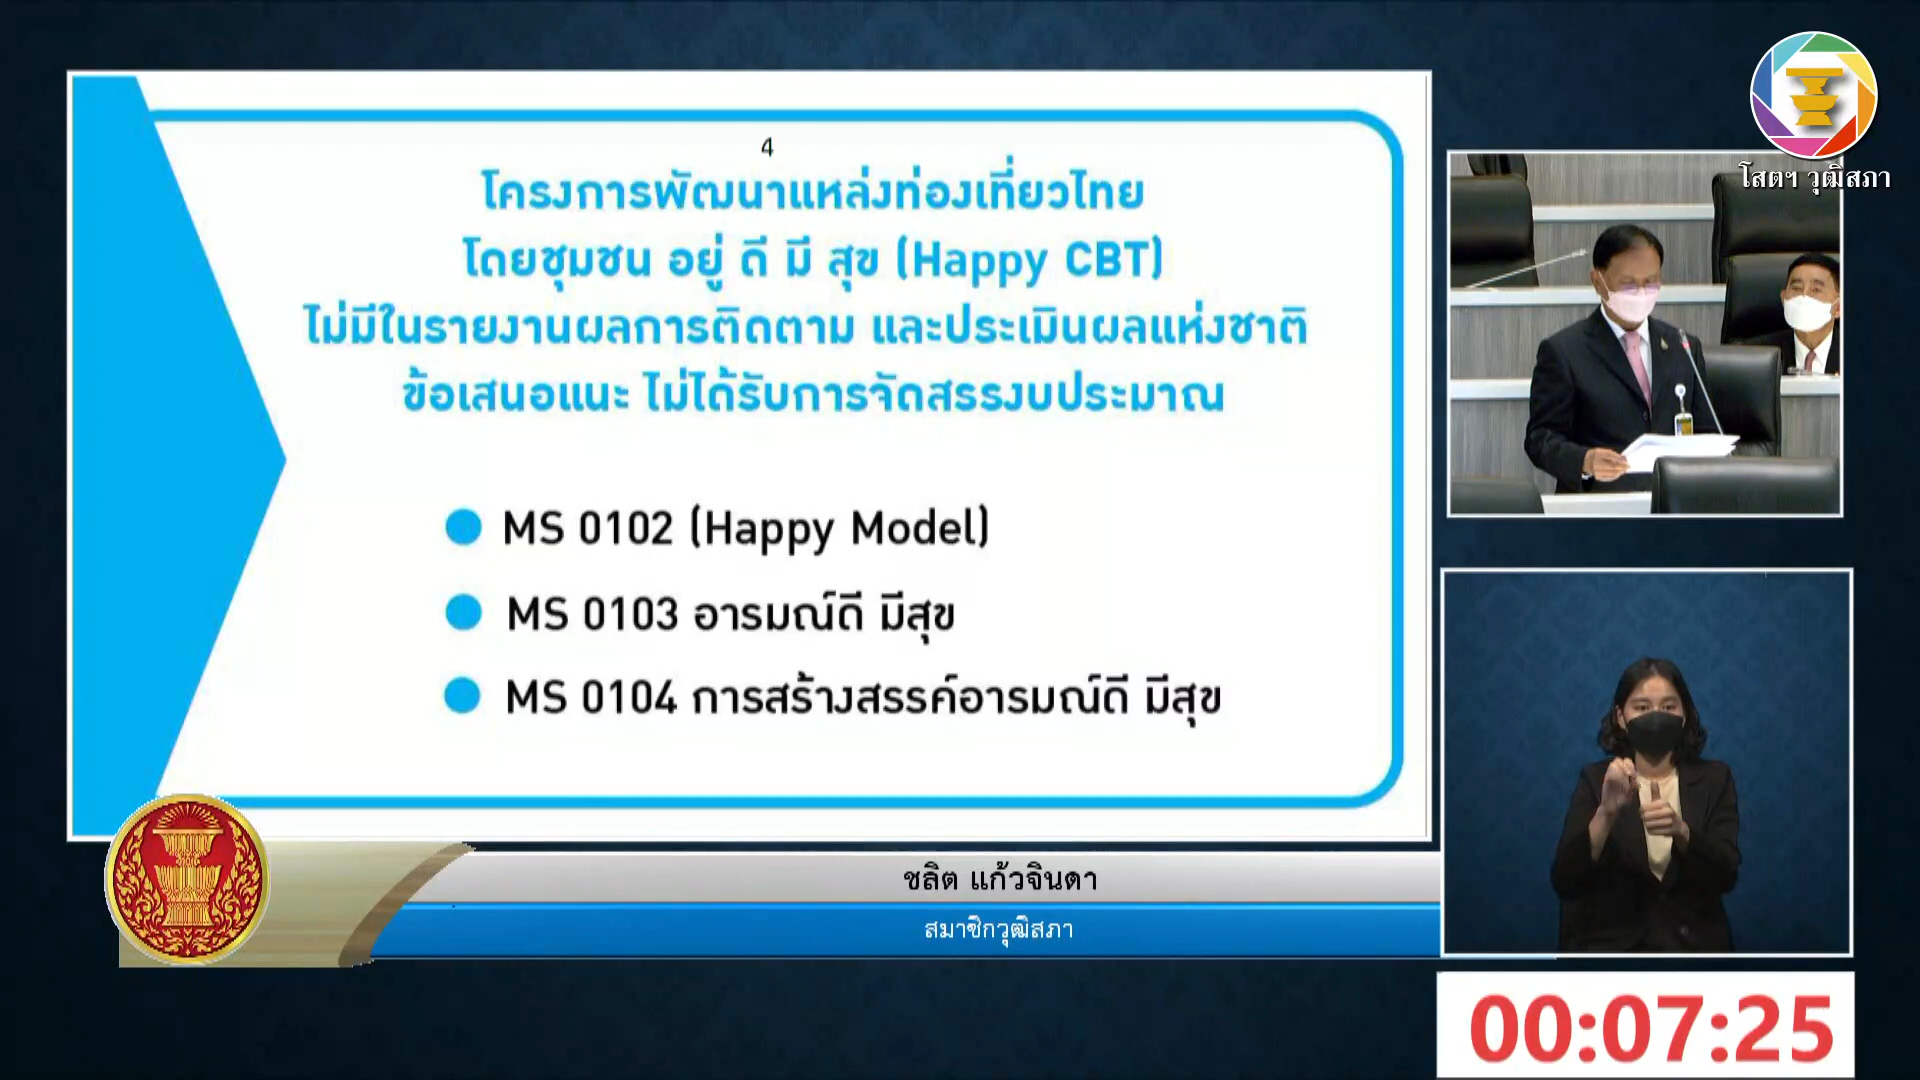 4
โครงการพัฒนาแหล่งท่องเที่ยวไทย
โดยชุมชน อยู่ ดี มี สุข (Happy CBT)
ไม่มีในรายงานผลการติดตาม และประเมินผลแห่งชาติ
ข้อเสนอแนะ ไม่ได้รับการจัดสรรงบประมาณ
MS 0102 (Happy Model)
MS 0103 อารมณ์ดี มีสุข
MS 0104 การสร้างสรรค์อารมณ์ดี มีสุข
โสตฯ วุฒิสภา
ชลิต แก้วจินดา
สมาชิกวุฒิสภา
00:07:25